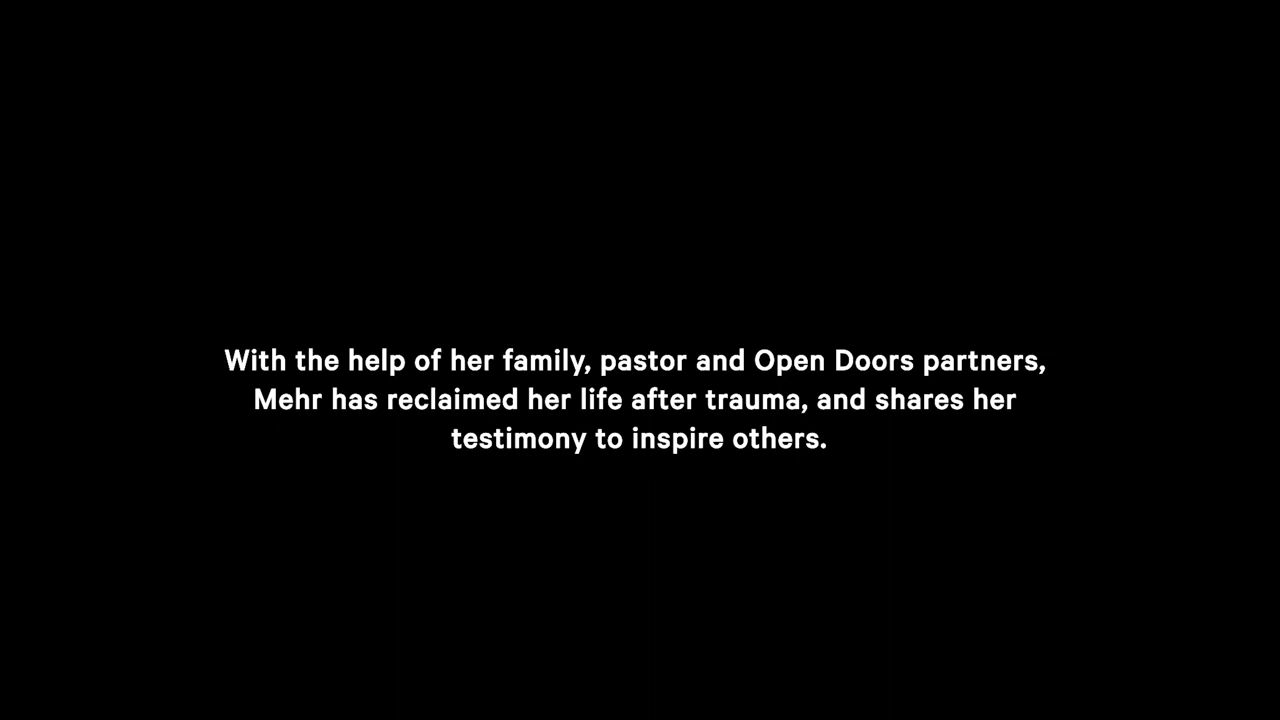 With the help of her family, pastor and Open Doors partners,
Mehr has reclaimed her life after trauma, and shares her
testimony to inspire others.